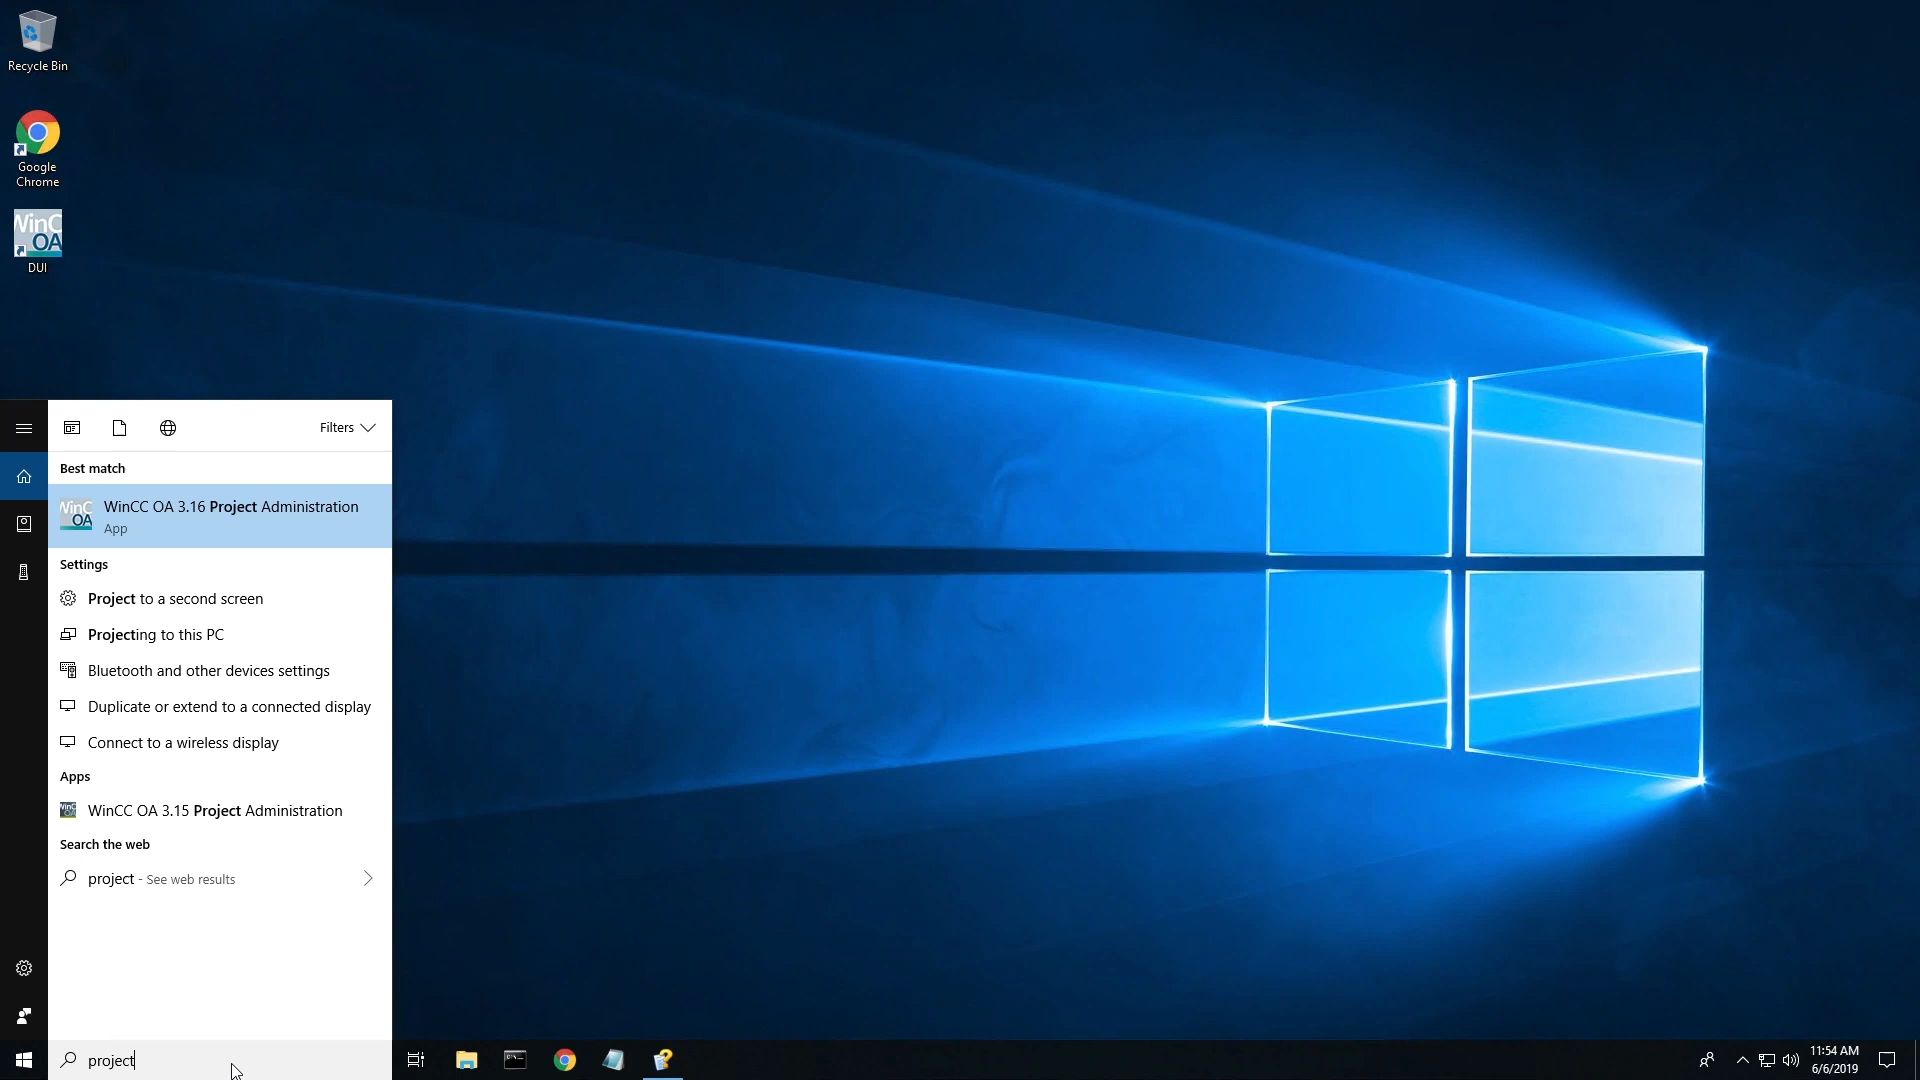 Recycle Bin
Google
Chrome
WinC
OA
DUI
Filters
Best match
WinCC OA 3.16 Project Administration
App
Settings
Project to a second screen
Projecting to this PC
Bluetooth and other devices settings
Duplicate or extend to a connected display
Connect to a wireless display
Apps
WinCC OA 3.15 Project Administration
Search the web
project - See web results
project
11:54 AM
6/6/2019